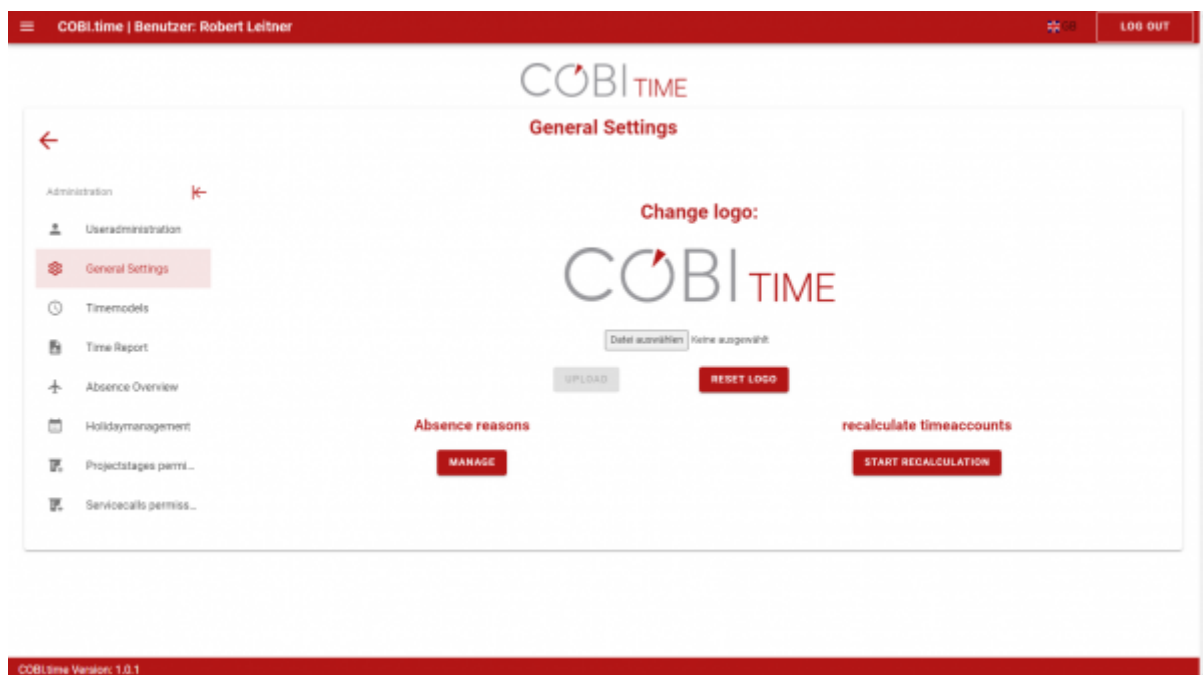 COBI.time | Benutzer: Robert Leitner
GB
LOG OUT
COBI TIME
General Settings
Administration
Useradministration
General Settings
Timemodels
Time Report
Absence Overview
Holidaymanagement
Projectstages permi...
Servicecalls permiss...
Change logo:
COBI TIME
Datei auswählen Keine ausgewählt
UPLOAD
RESET LOGO
Absence reasons
recalculate timeaccounts
MANAGE
START RECALCULATION
COBI.time Version: 1.0.1